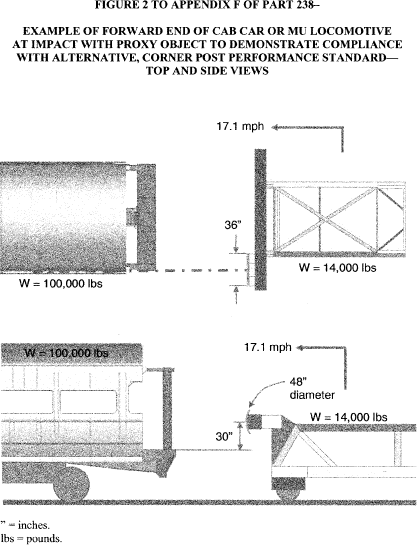 FIGURE 2 TO APPENDIX F OF PART 238–
EXAMPLE OF FORWARD END OF CAB CAR OR MU LOCOMOTIVE
AT IMPACT WITH PROXY OBJECT TO DEMONSTRATE COMPLIANCE
WITH ALTERNATIVE, CORNER POST PERFORMANCE STANDARD—
TOP AND SIDE VIEWS
17.1 mph
36"
W = 100,000 lbs
W = 14,000 lbs
W = 100,000 lbs
17.1 mph
48"
diameter
W = 14,000 lbs
30"
" = inches.
lbs = pounds.